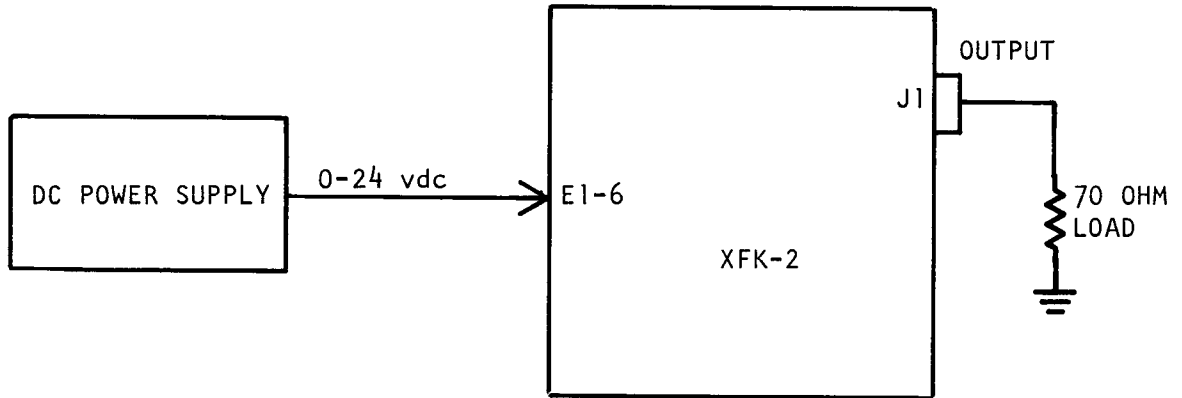 OUTPUT
J1
DC POWER SUPPLY
0-24 vdc
E1-6
70 OHM
LOAD
XFK-2